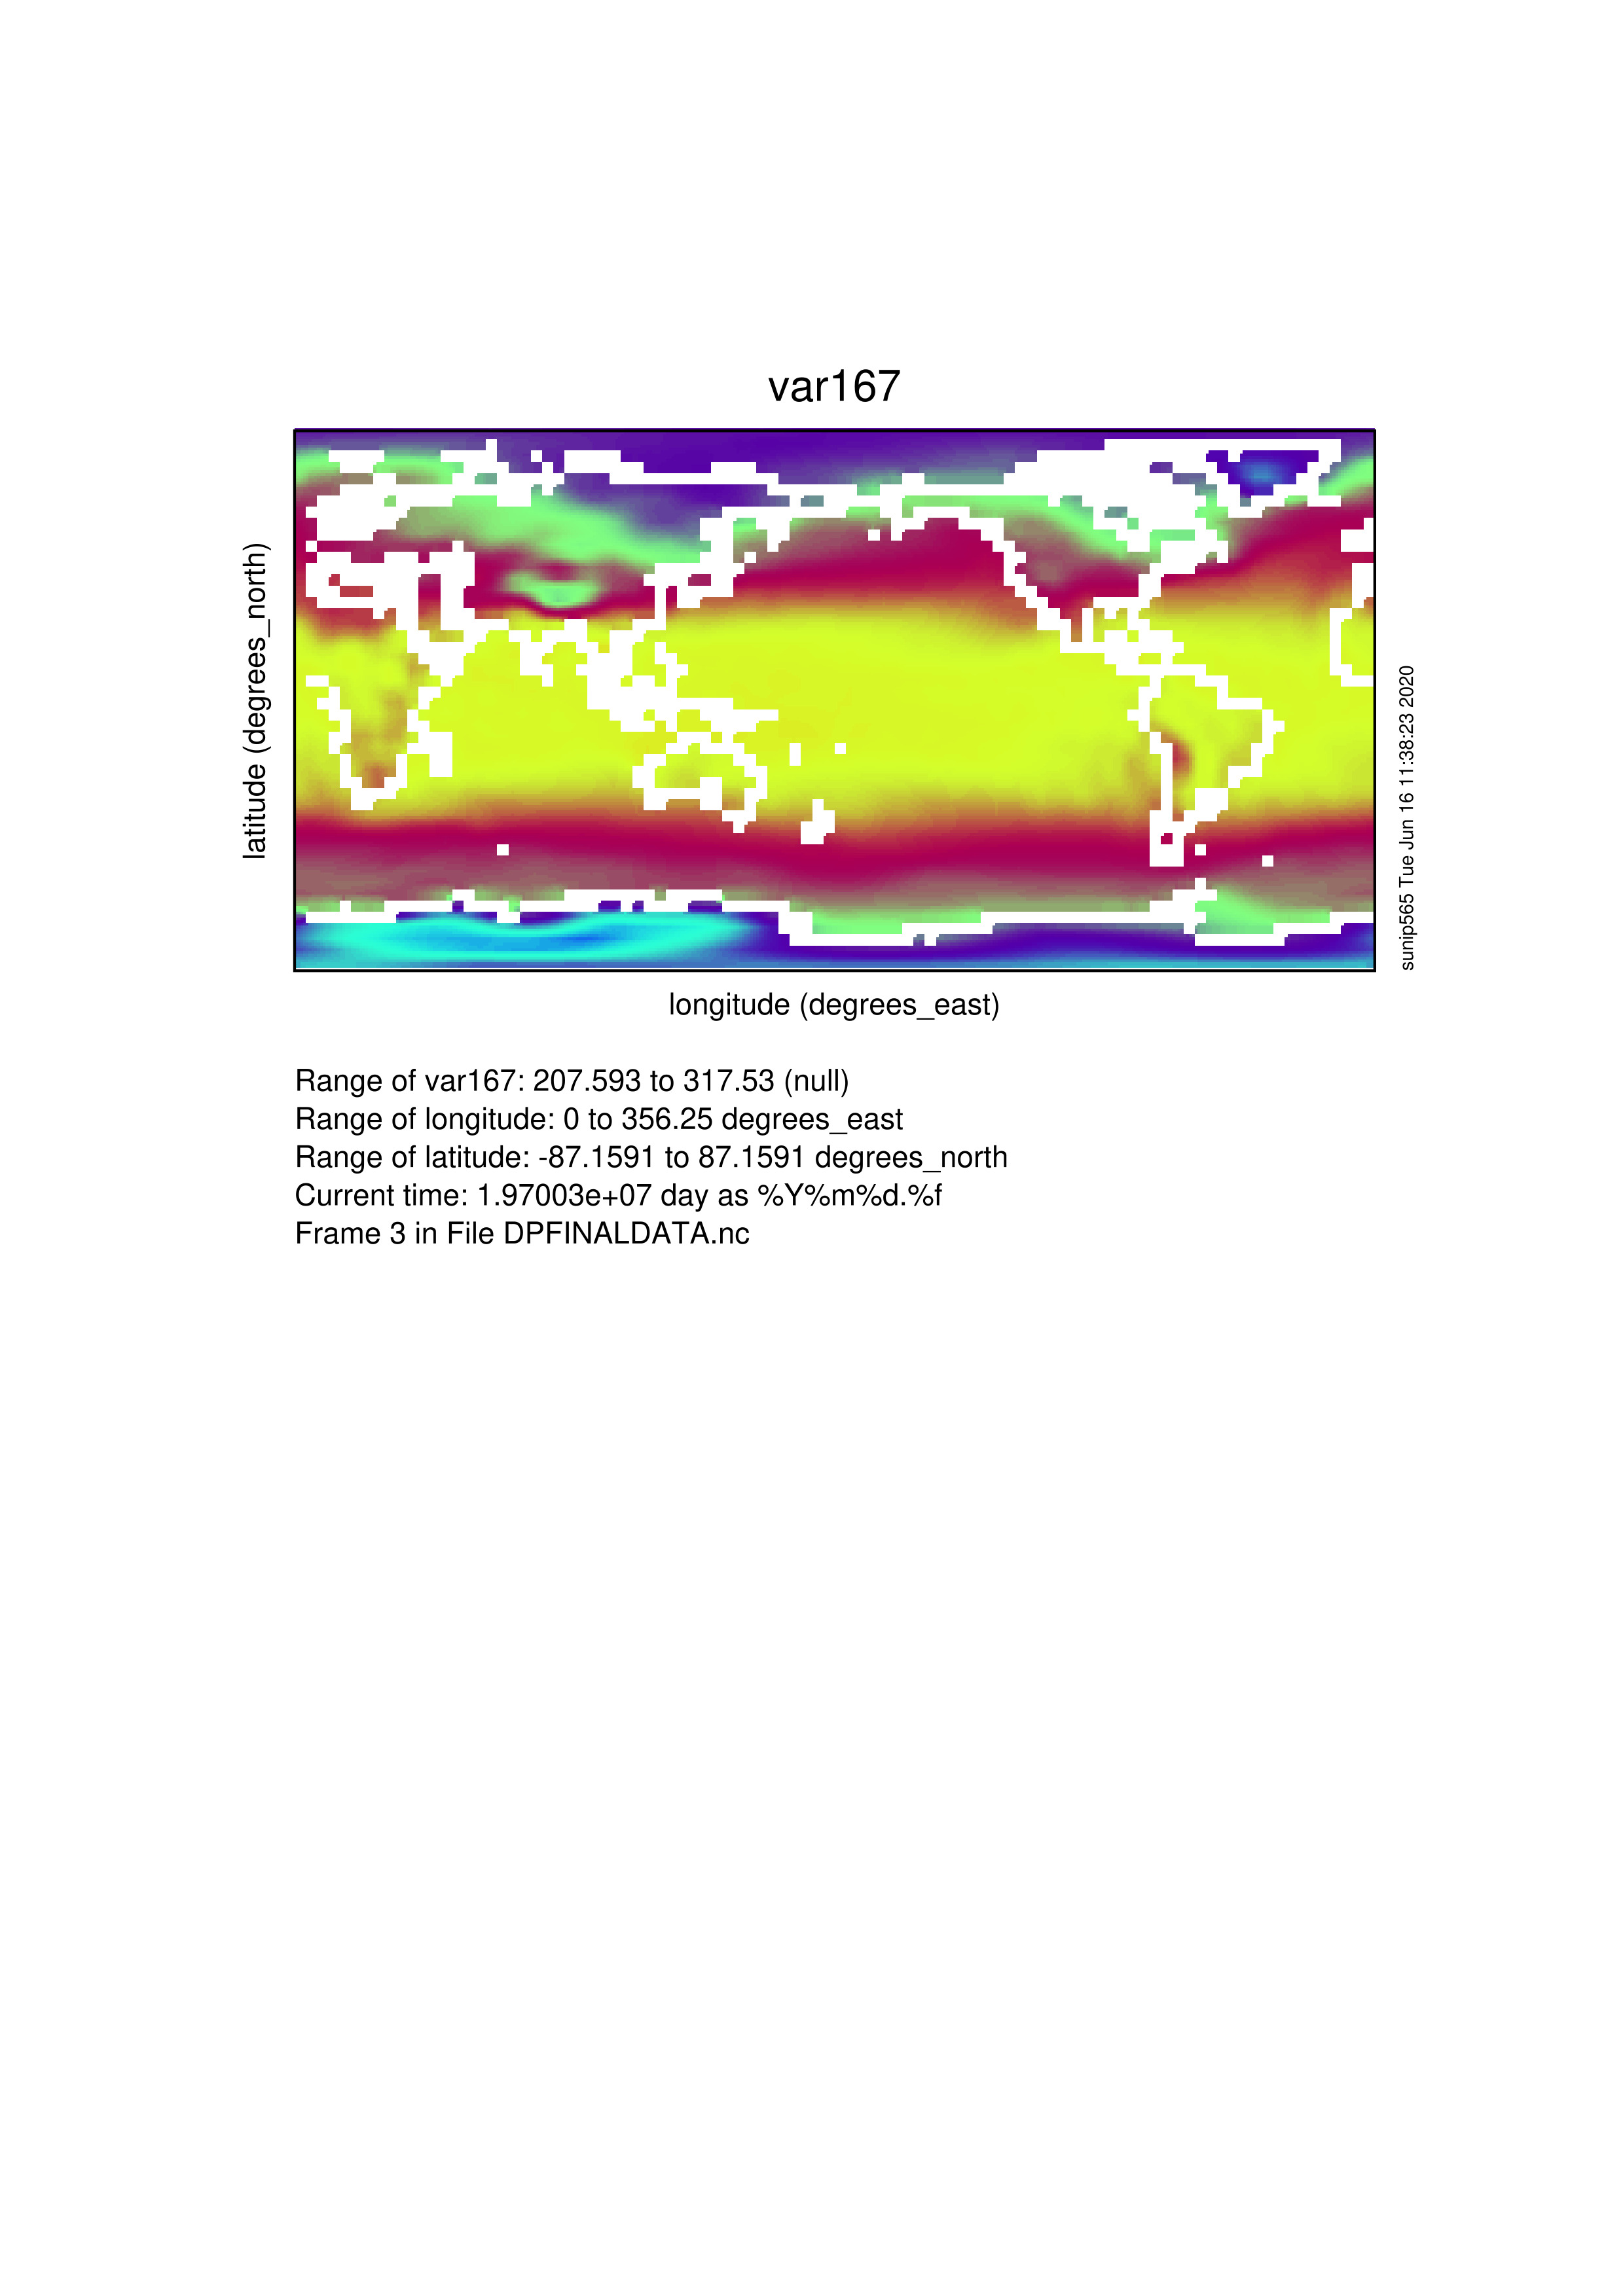 var167
latitude (degrees_north)
sunip565 Tue Jun 16 11:38:23 2020
longitude (degrees_east)
Range of var167: 207.593 to 317.53 (null)
Range of longitude: 0 to 356.25 degrees_east
Range of latitude: -87.1591 to 87.1591 degrees_north
Current time: 1.97003e+07 day as %Y%m%d.%f
Frame 3 in File DPFINALDATA.nc